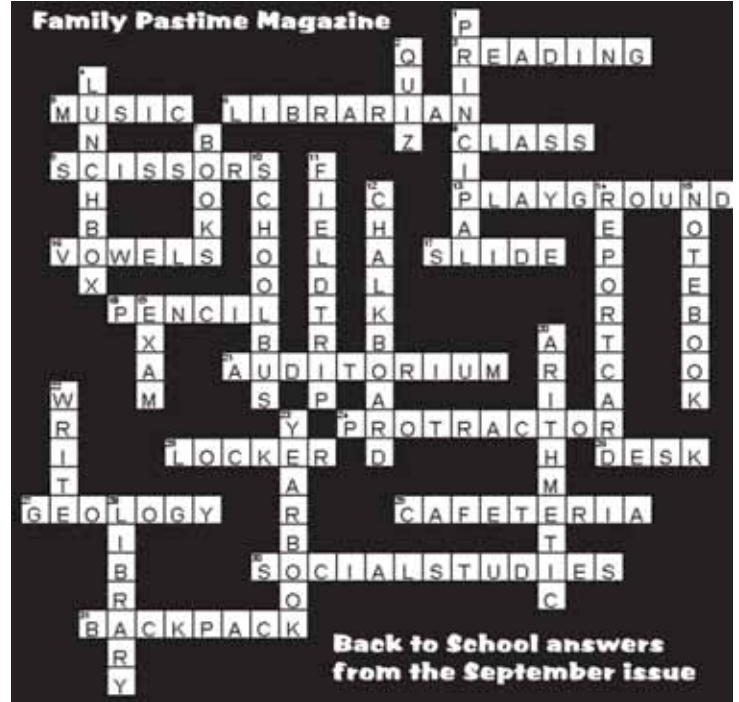 Family Pastime Magazine
PRINCIPAL
QUIZ
READING
LUNCHBOX
MUSIC
LIBRARIAN
BOOKS
CLASS
SCISSORS
SCHOOLBUS
FIELDTRIP
CHALKBOARD
PLAYGROUND
REPORTCARD
NOTEBOOK
VOWELS
SLIDE
PENCIL
EXAM
ARITHMETIC
AUDITORIUM
WRITE
YEARBOOK
PROTRACTOR
LOCKER
DESK
GEOLOGY
LIBRARY
CAFETERIA
SOCIALSTUDIES
BACKPACK
Back to School answers
from the September issue